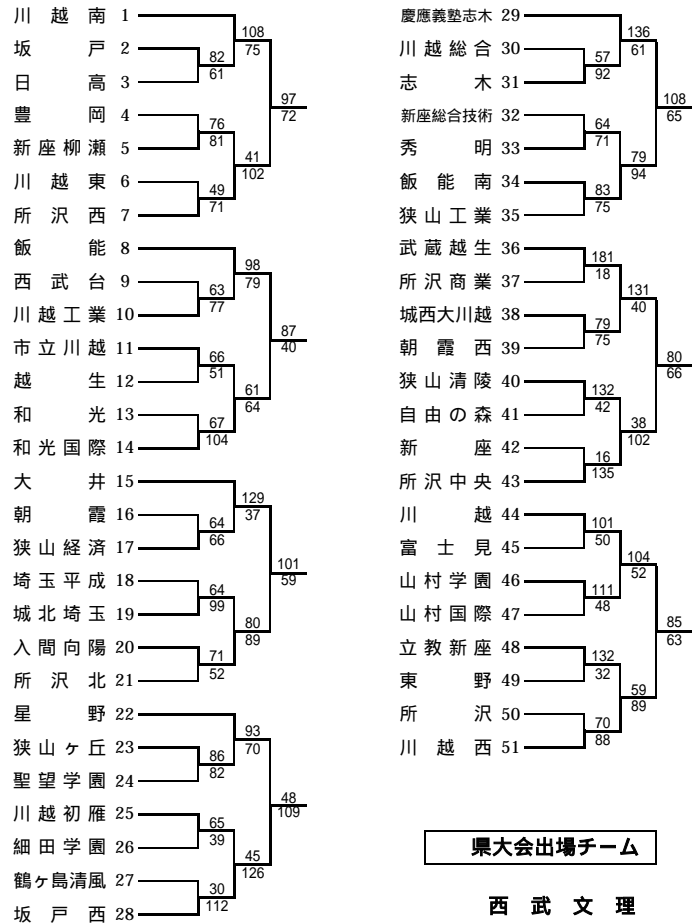 川越南 1
坂戸 2
日高 3
豊岡 4
新座柳瀬 5
川越東 6
所沢西 7
飯能 8
西武台 9
川越工業 10
市立川越 11
越生 12
和光 13
和光国際 14
大井 15
朝霞 16
狭山経済 17
埼玉平成 18
城北埼玉 19
入間向陽 20
所沢北 21
星野 22
狭山ヶ丘 23
聖望学園 24
川越初雁 25
細田学園 26
鶴ヶ島清風 27
坂戸西 28
82
61
76
81
49
71
63
77
66
51
67
104
64
66
64
99
71
52
86
82
65
39
30
112
108
75
41
102
98
79
61
64
129
37
80
89
93
70
45
126
97
72
87
40
101
59
48
109
慶應義塾志木 29
川越総合 30
志木 31
新座総合技術 32
秀明 33
飯能南 34
狭山工業 35
武蔵越生 36
所沢商業 37
城西大川越 38
朝霞西 39
狭山清陵 40
自由の森 41
新座 42
所沢中央 43
川越 44
富士見 45
山村学園 46
山村国際 47
立教新座 48
東野 49
所沢 50
川越西 51
57
92
64
71
83
75
181
18
79
75
132
42
16
135
101
50
111
48
132
32
70
88
136
61
79
94
131
40
38
102
104
52
59
89
108
65
80
66
85
63
県大会出場チーム
西武文理